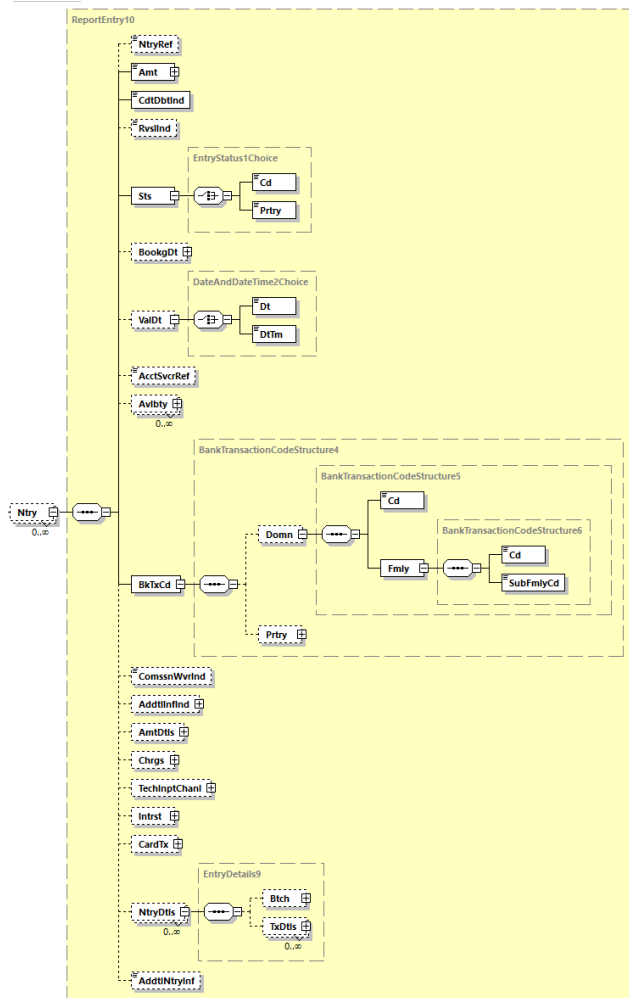 ReportEntry10
NtryRef
Amt
CdtDbtInd
RvslInd
EntryStatus1Choice
Cd
Sts
Prtry
BookgDt
DateAndDateTime2Choice
Dt
ValDt
DtTm
AcctSvcrRef
Avlbty
0..∞
BankTransactionCodeStructure4
BankTransactionCodeStructure5
Cd
Ntry
0..∞
BankTransactionCodeStructure6
Domn
Cd
Fmly
SubFmlyCd
BkTxCd
Prtry
ComssnWvrInd
AddtlInfInd
AmtDtls
Chrgs
TechInptChanl
Intrst
CardTx
EntryDetails9
Btch
NtryDtls
TxDtls
0..∞
0..∞
AddtlNtryInf